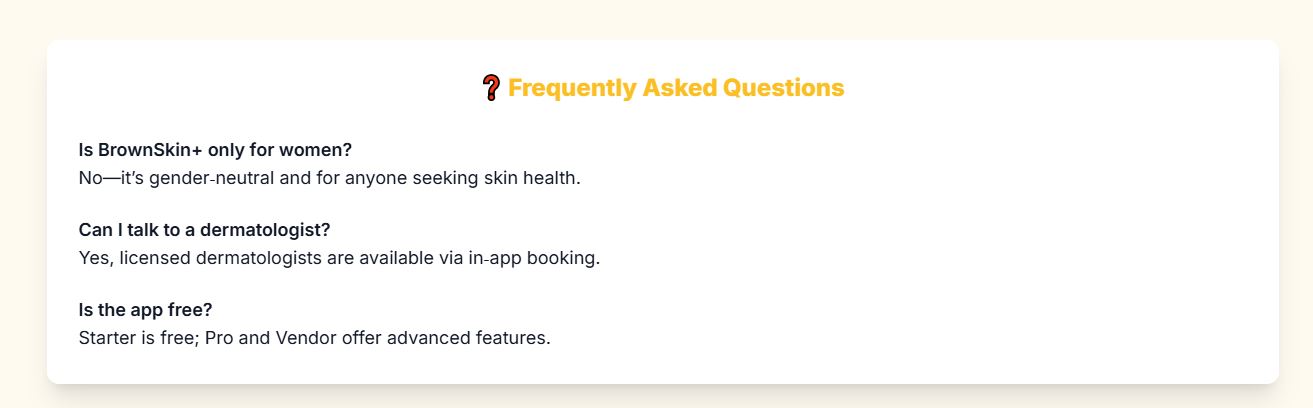 ❓ Frequently Asked Questions
Is BrownSkin+ only for women?
No—it’s gender-neutral and for anyone seeking skin health.
Can I talk to a dermatologist?
Yes, licensed dermatologists are available via in-app booking.
Is the app free?
Starter is free; Pro and Vendor offer advanced features.